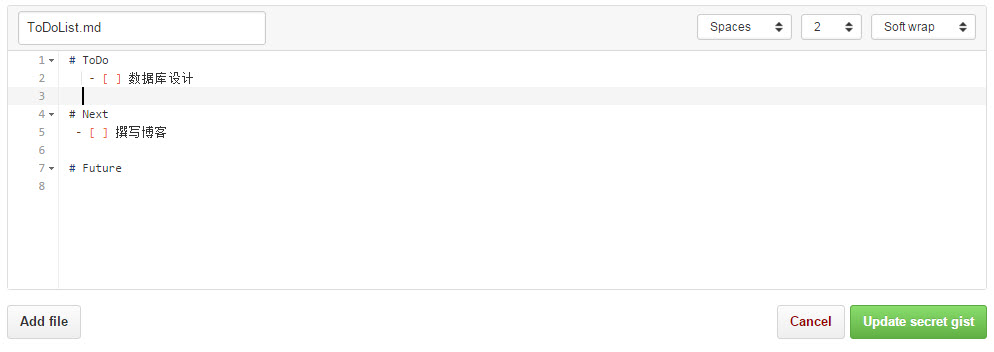 ToDoList.md
Spaces
2
Soft wrap
1 # ToDo
2 - [ ] 数据库设计
3
4 # Next
5 - [ ] 撰写博客
6
7 # Future
8
Add file
Cancel
Update secret gist